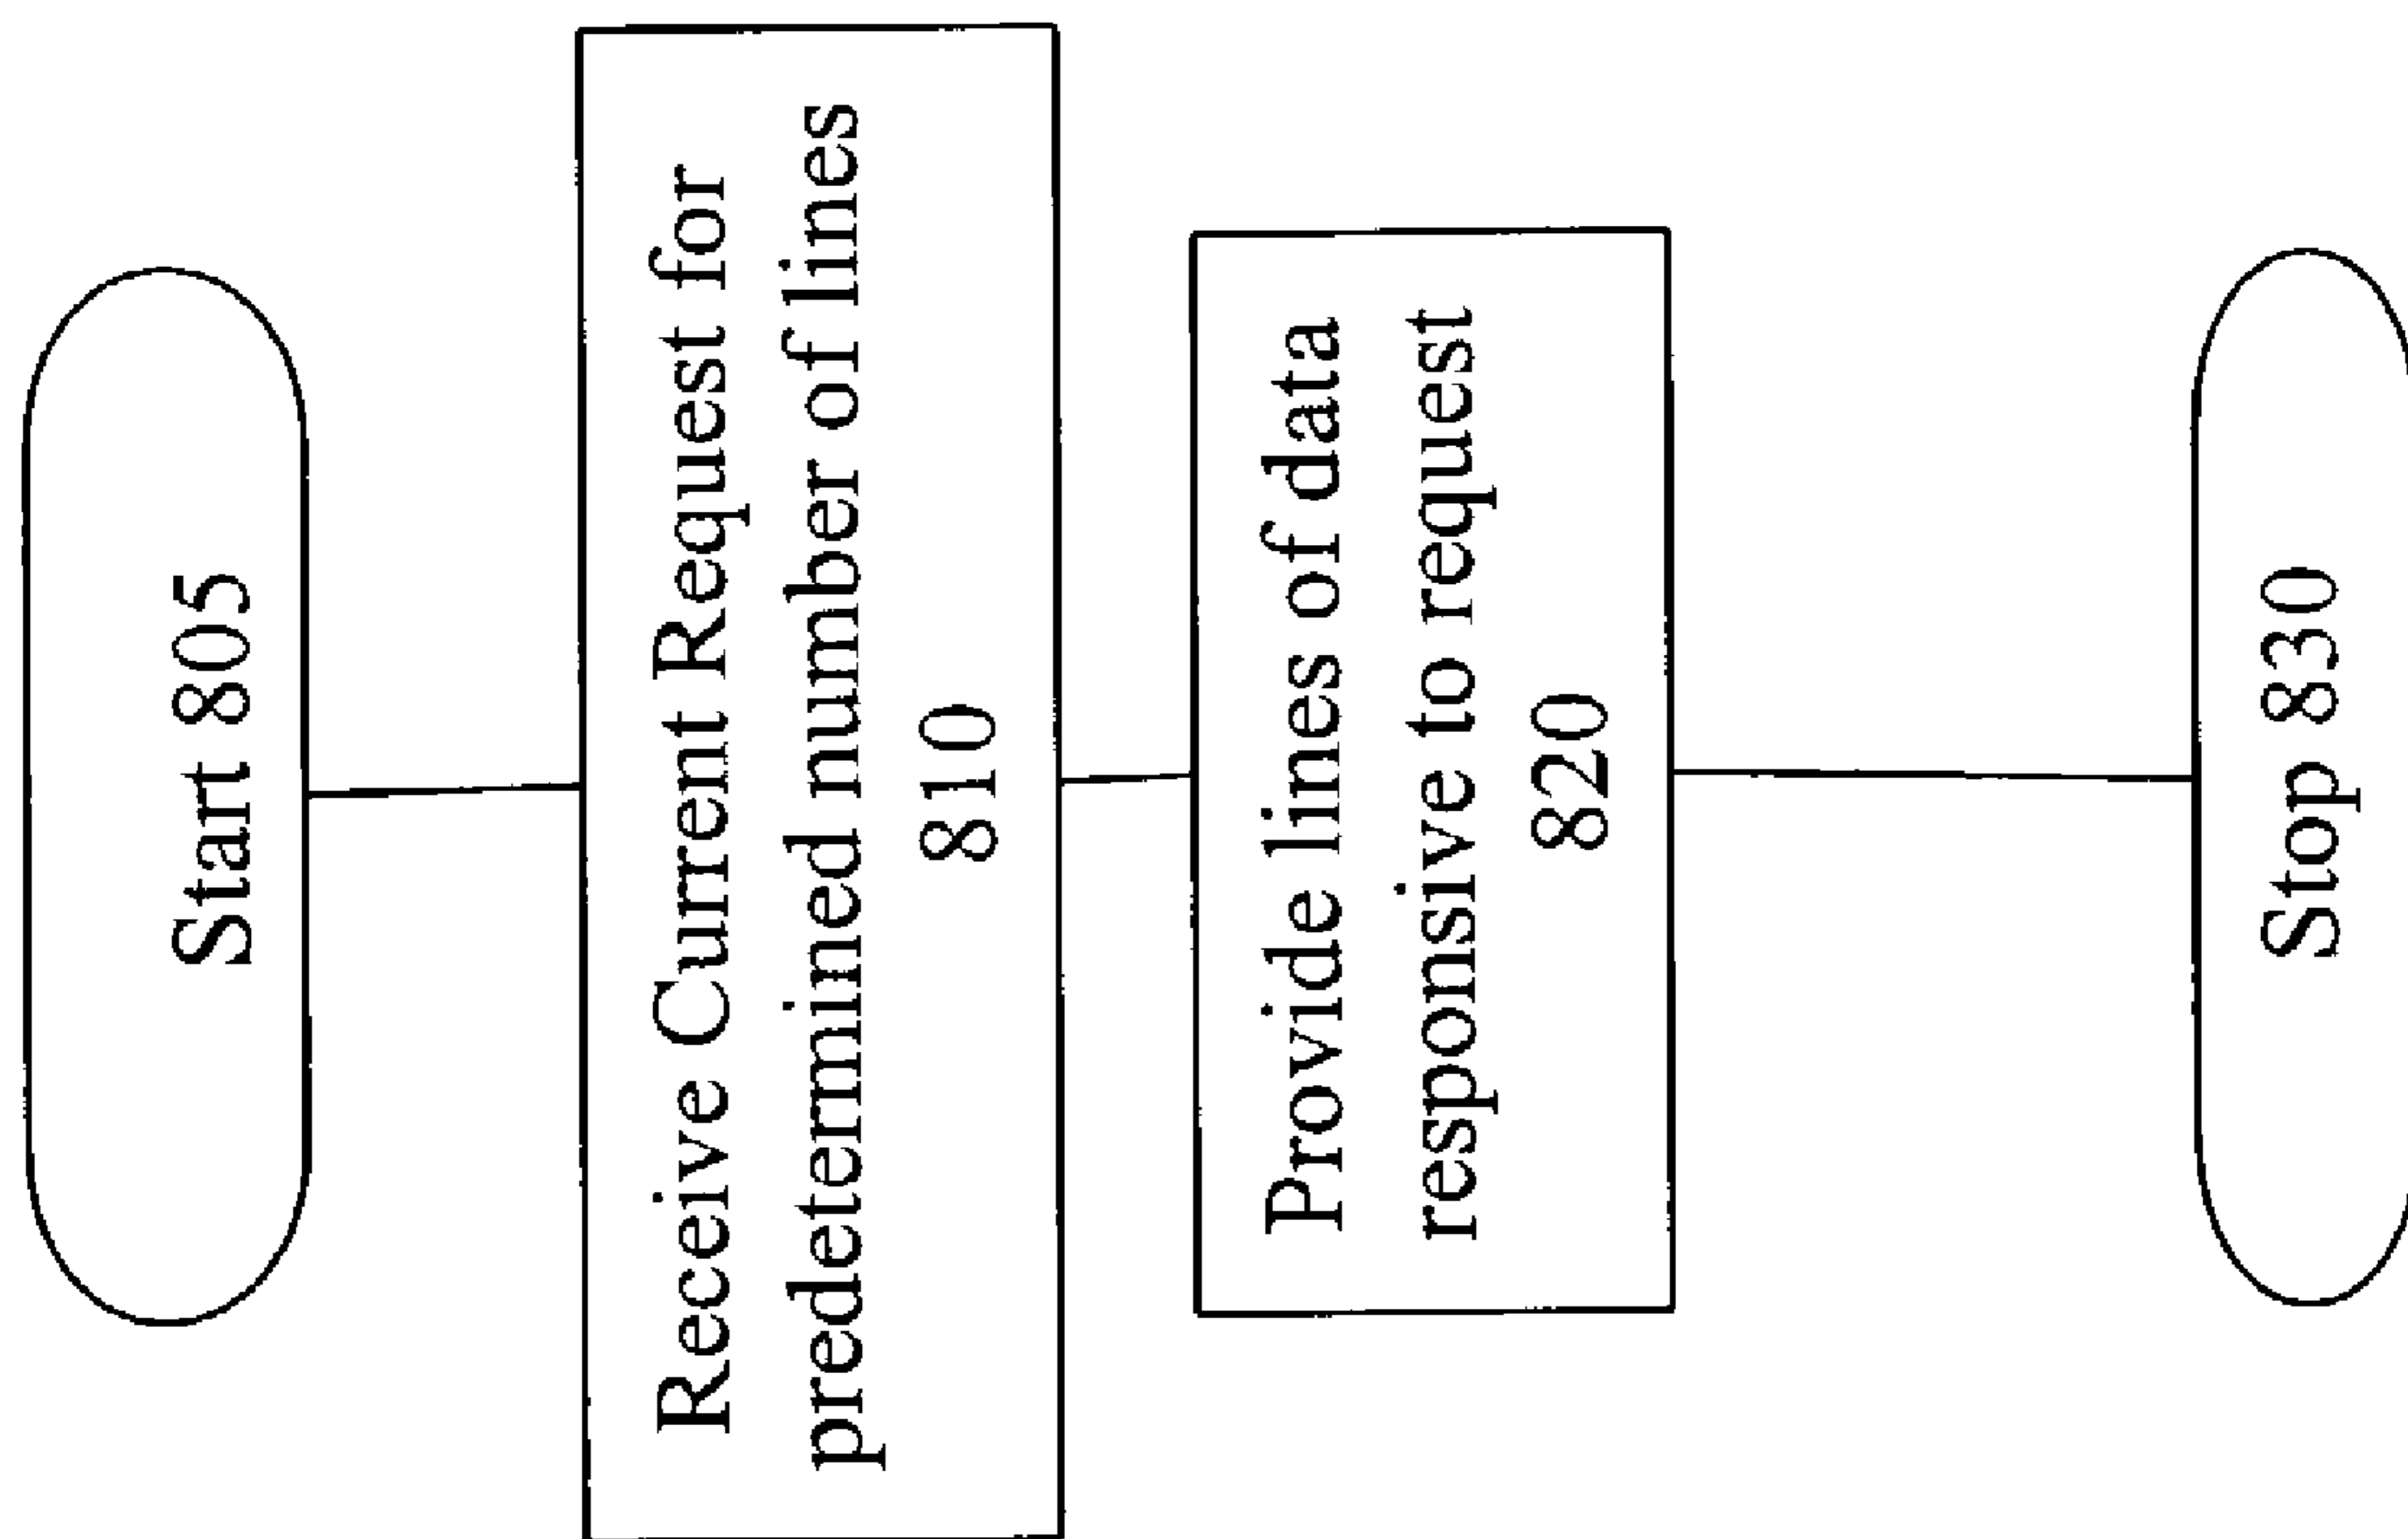 Start 805
Receive Current Request for
predetermined number of lines
810
Provide lines of data
responsive to request
820
Stop 830